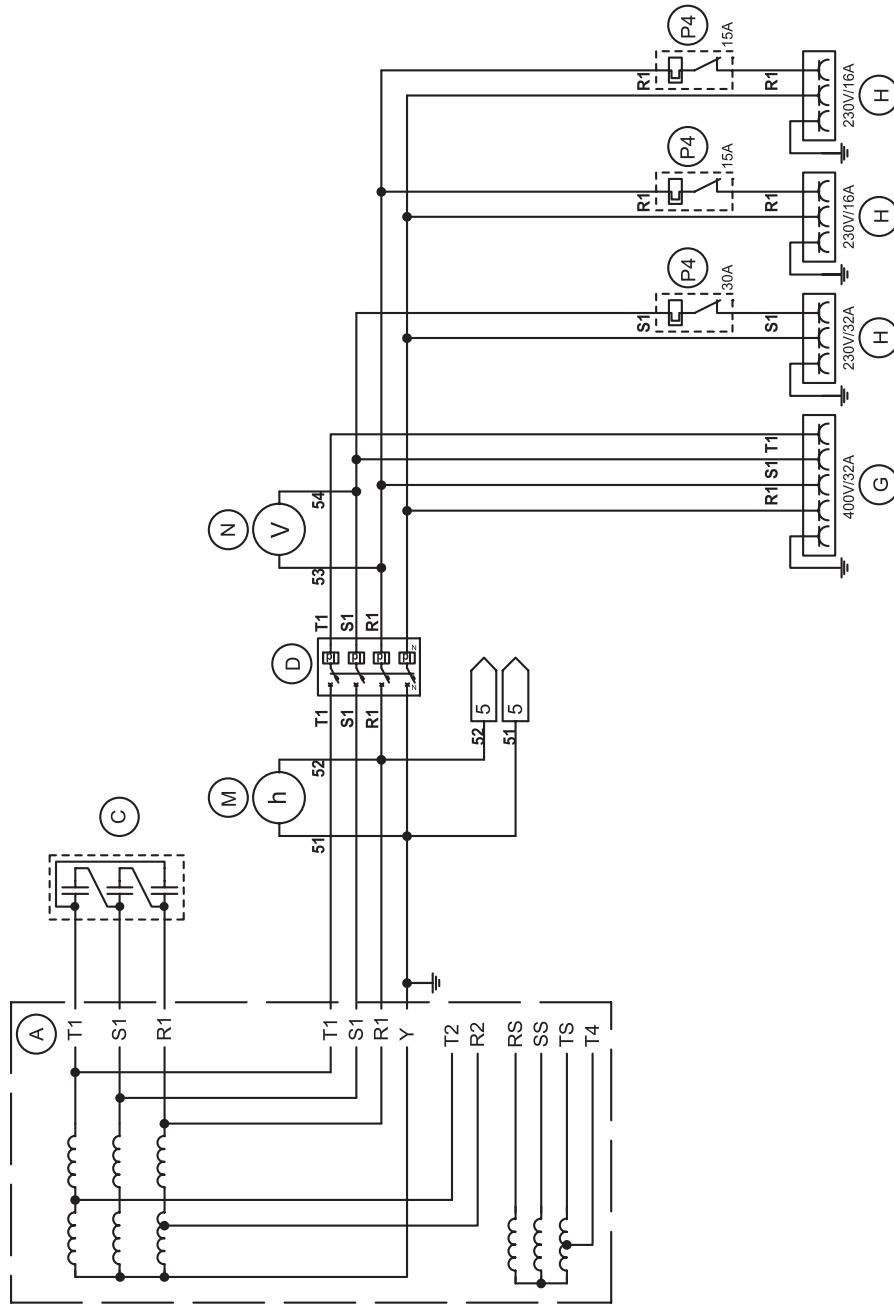 A
T1
S1
R1
T1
S1
R1
Y
T2
R2
RS
SS
TS
T4
C
M
h
51
52
52
5
51
5
T1
S1
R1
D
T1
S1
R1
N
N
N
V
53
54
R1 S1 T1
400V/32A
G
S1
P4
30A
S1
230V/32A
H
R1
P4
15A
R1
230V/16A
H
R1
P4
15A
R1
230V/16A
H